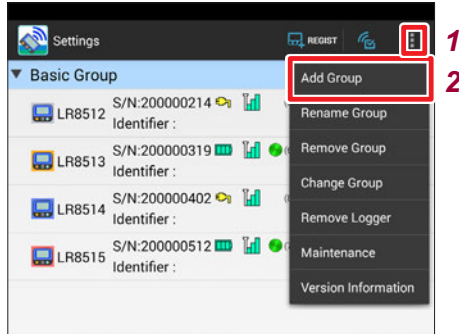 Settings REGIST 1
Basic Group Add Group 2
LR8512 S/N:200000214
Identifier : Rename Group
LR8513 S/N:200000319
Identifier : Remove Group
Change Group
LR8514 S/N:200000402
Identifier : Remove Logger
LR8515 S/N:200000512 Maintenance
Identifier :
Version Information